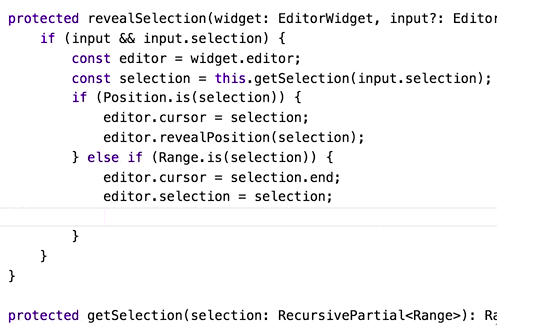 protected revealSelection(widget: EditorWidget, input?: Editor
    if (input && input.selection) {
        const editor = widget.editor;
        const selection = this.getSelection(input.selection);
        if (Position.is(selection)) {
            editor.cursor = selection;
            editor.revealPosition(selection);
        } else if (Range.is(selection)) {
            editor.cursor = selection.end;
            editor.selection = selection;
        }
    }
}
protected getSelection(selection: RecursivePartial<Range>): Ra